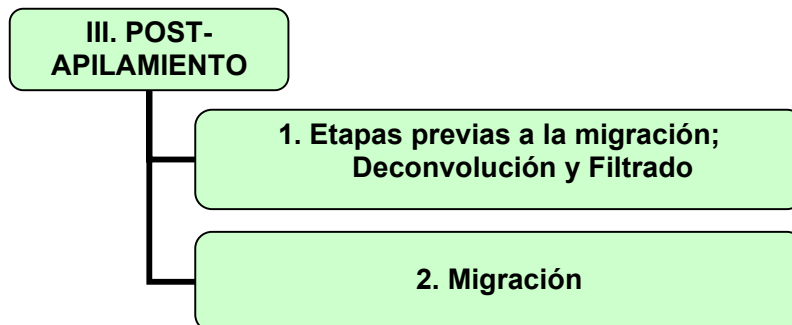 III. POST-
APILAMIENTO
1. Etapas previas a la migración;
Deconvolución y Filtrado
2. Migración